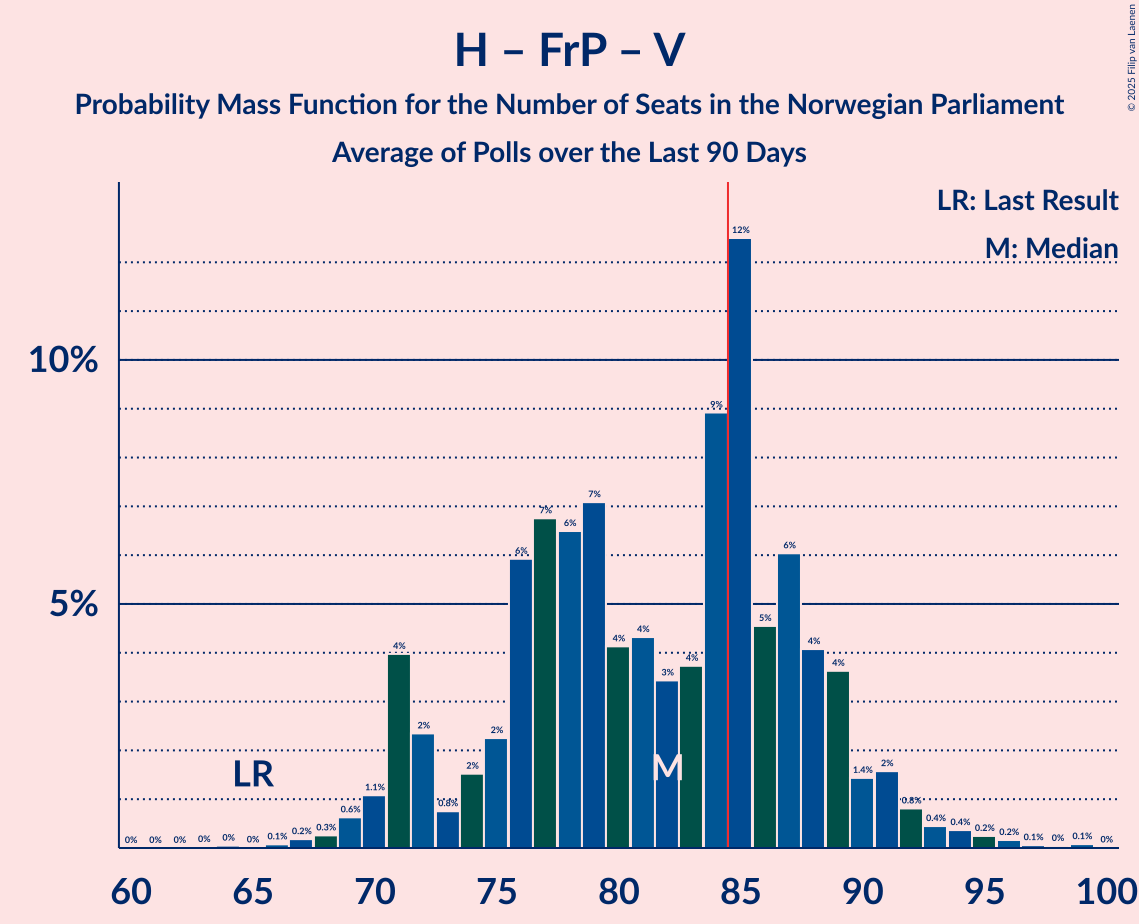 H – FrP – V
Probability Mass Function for the Number of Seats in the Norwegian Parliament
Average of Polls over the Last 90 Days
© 2025 Filip van Laenen
LR: Last Result
M: Median
10%
5%
0% 0% 0% 0% 0% 0% 0.1% 0.2% 0.3% 0.6% 1.1% 4% 2% 0.8% 2% 2% 6% 7% 6% 7% 4% 4% 3% 4% 9% 12% 5% 6% 4% 4% 1.4% 2% 0.8% 0.4% 0.4% 0.2% 0.2% 0.1% 0% 0.1% 0%
LR
M
60 65 70 75 80 85 90 95 100